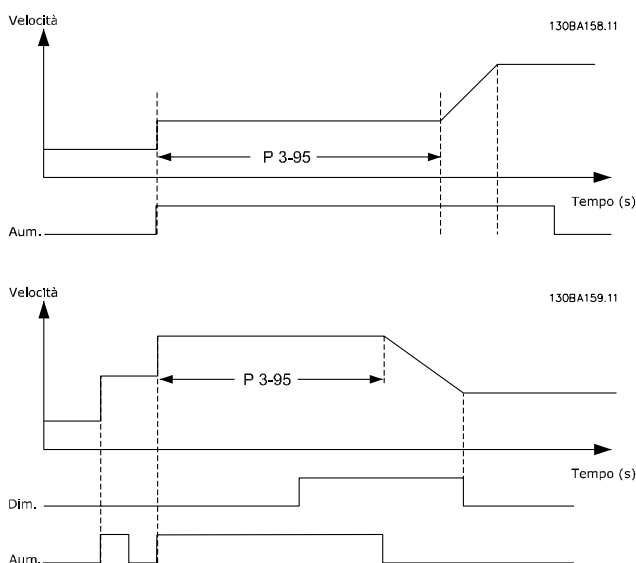 Velocità
130BA158.11
P 3-95
Tempo (s)
Aum.
Velocità
130BA159.11
P 3-95
Tempo (s)
Dim.
Aum.